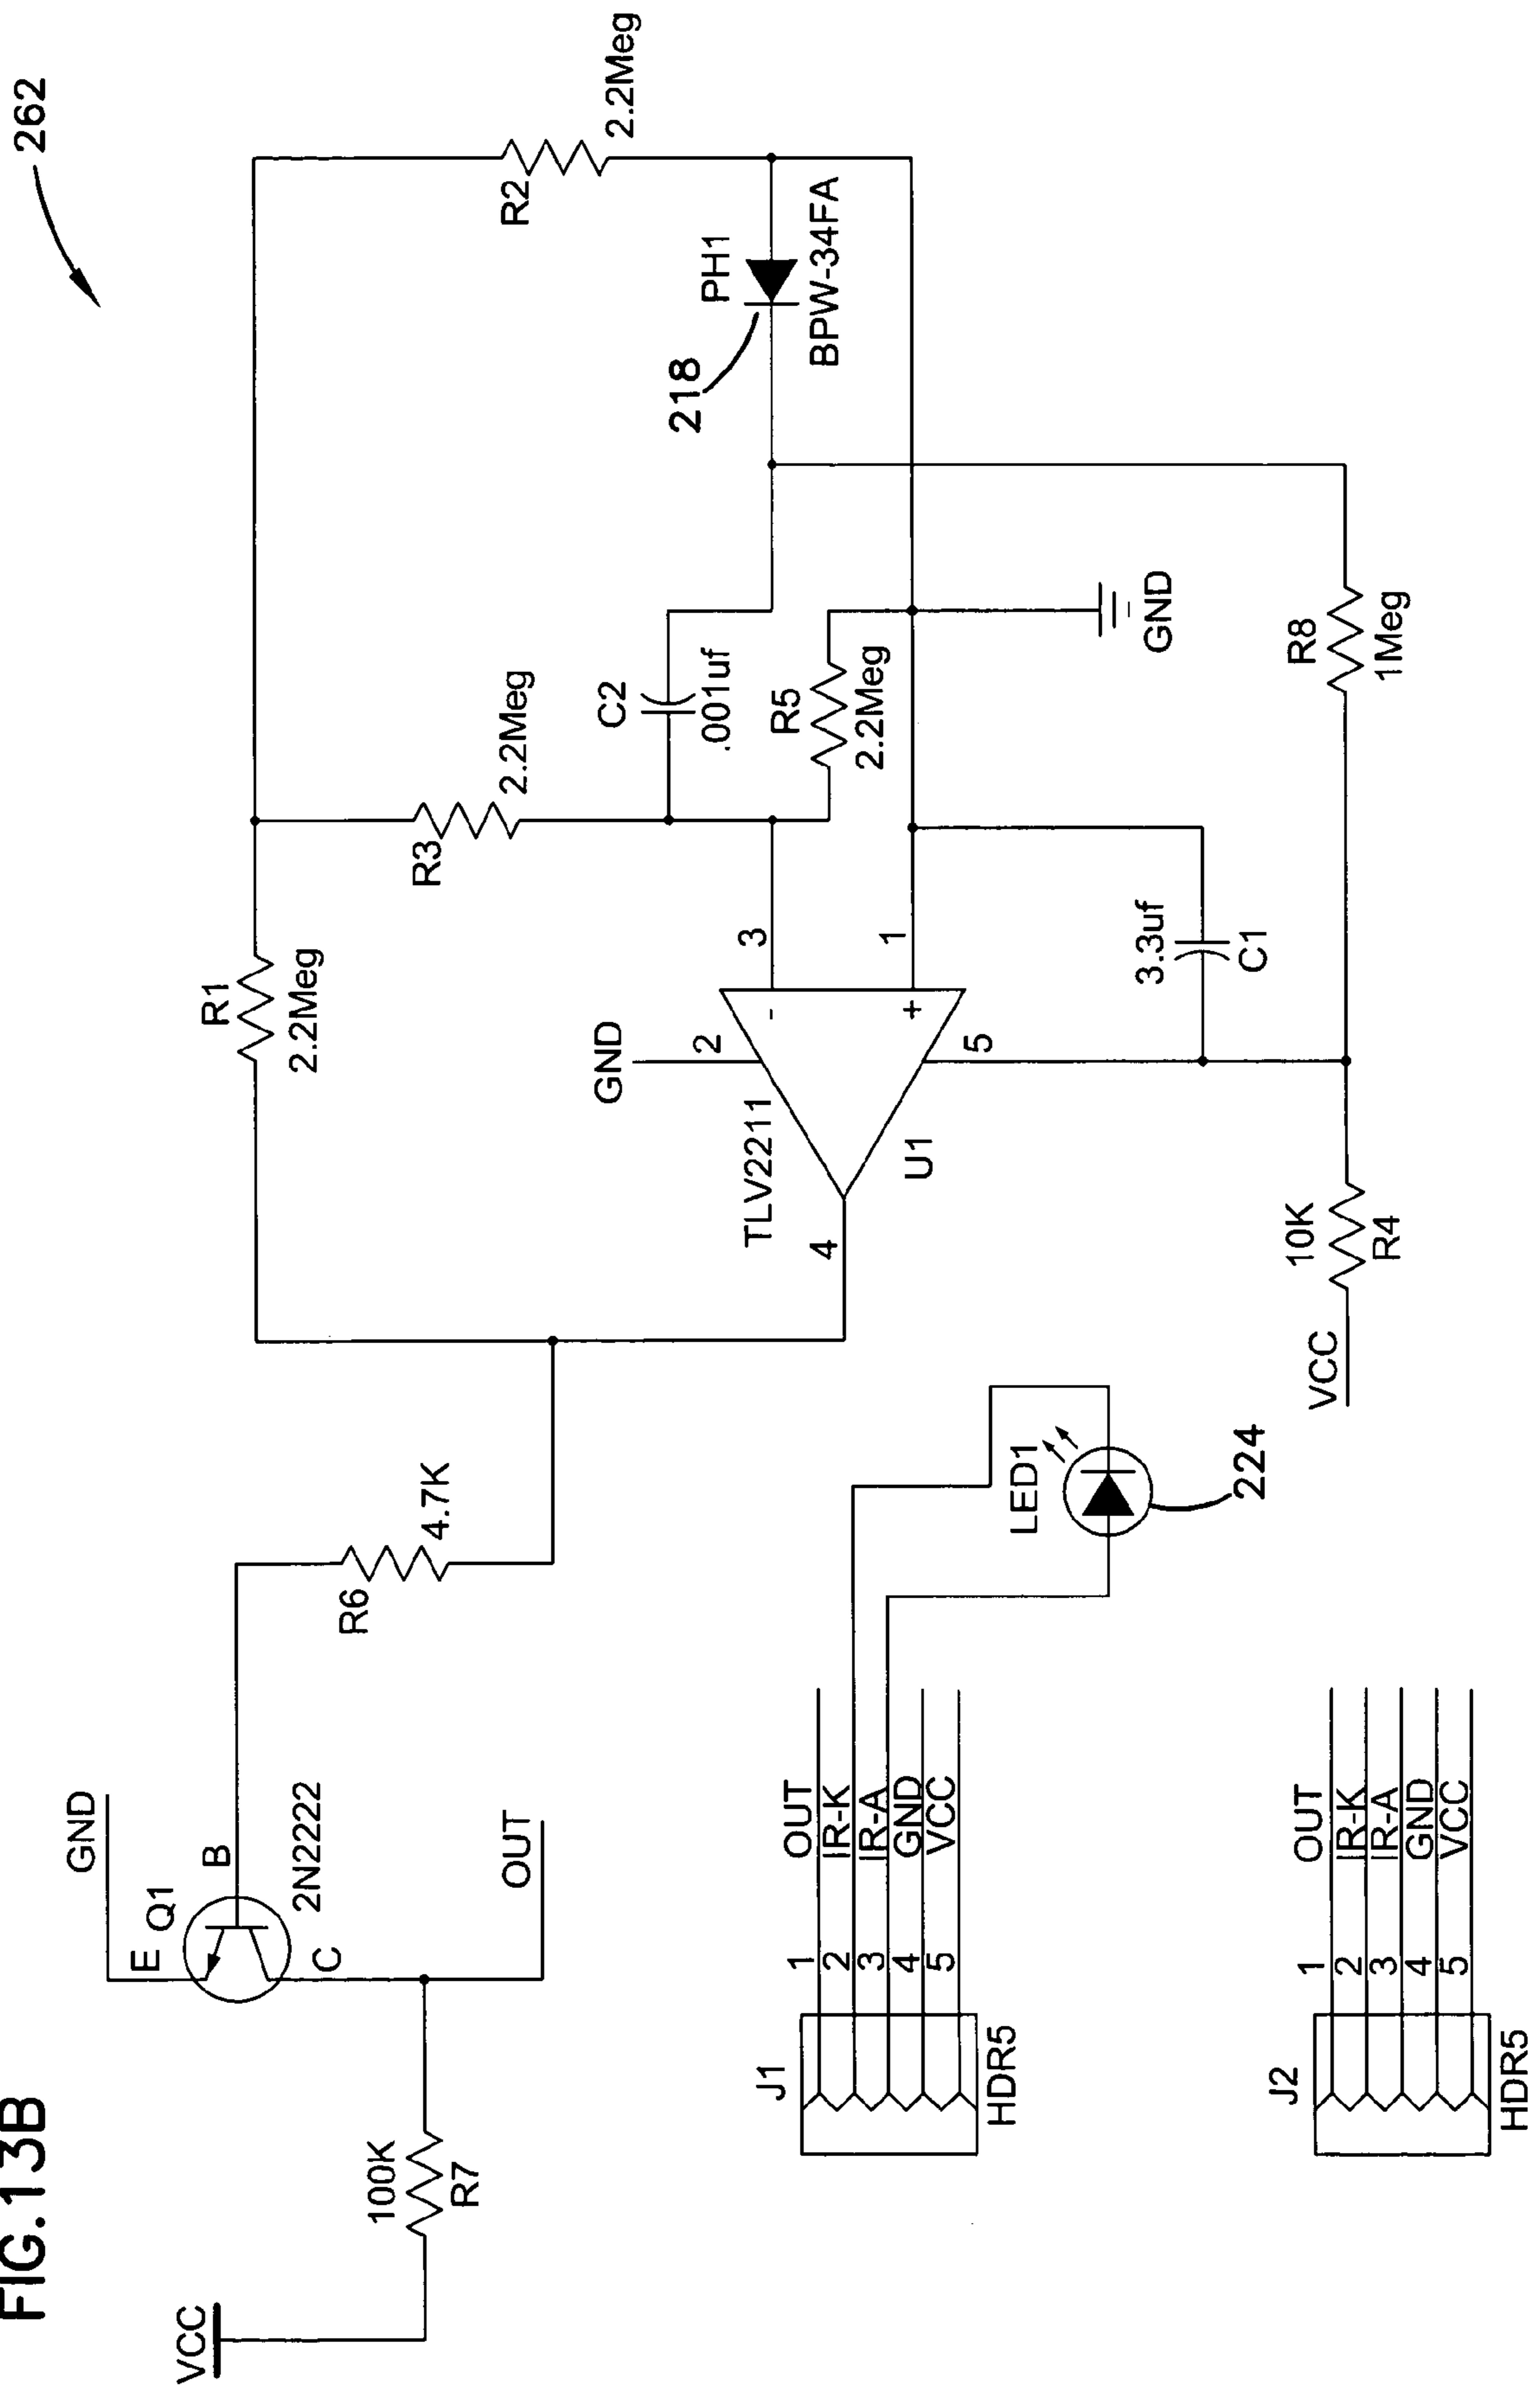 FIG.13B
262
VCC
100K
R7
GND
E
Q1
B
2N2222
C
OUT
R6
4.7K
R1
2.2Meg
R3
2.2Meg
R2
2.2Meg
C2
.001uf
218
PH1
BPW-34FA
R5
2.2Meg
GND
2
3
-
1
+
TLV2211
4
U1
5
3.3uf
C1
GND
R8
1Meg
VCC
10K
R4
J1
HDR5
1 OUT
2 IR-K
3 IR-A
4 GND
5 VCC
LED1
224
J2
HDR5
1 OUT
2 IR-K
3 IR-A
4 GND
5 VCC